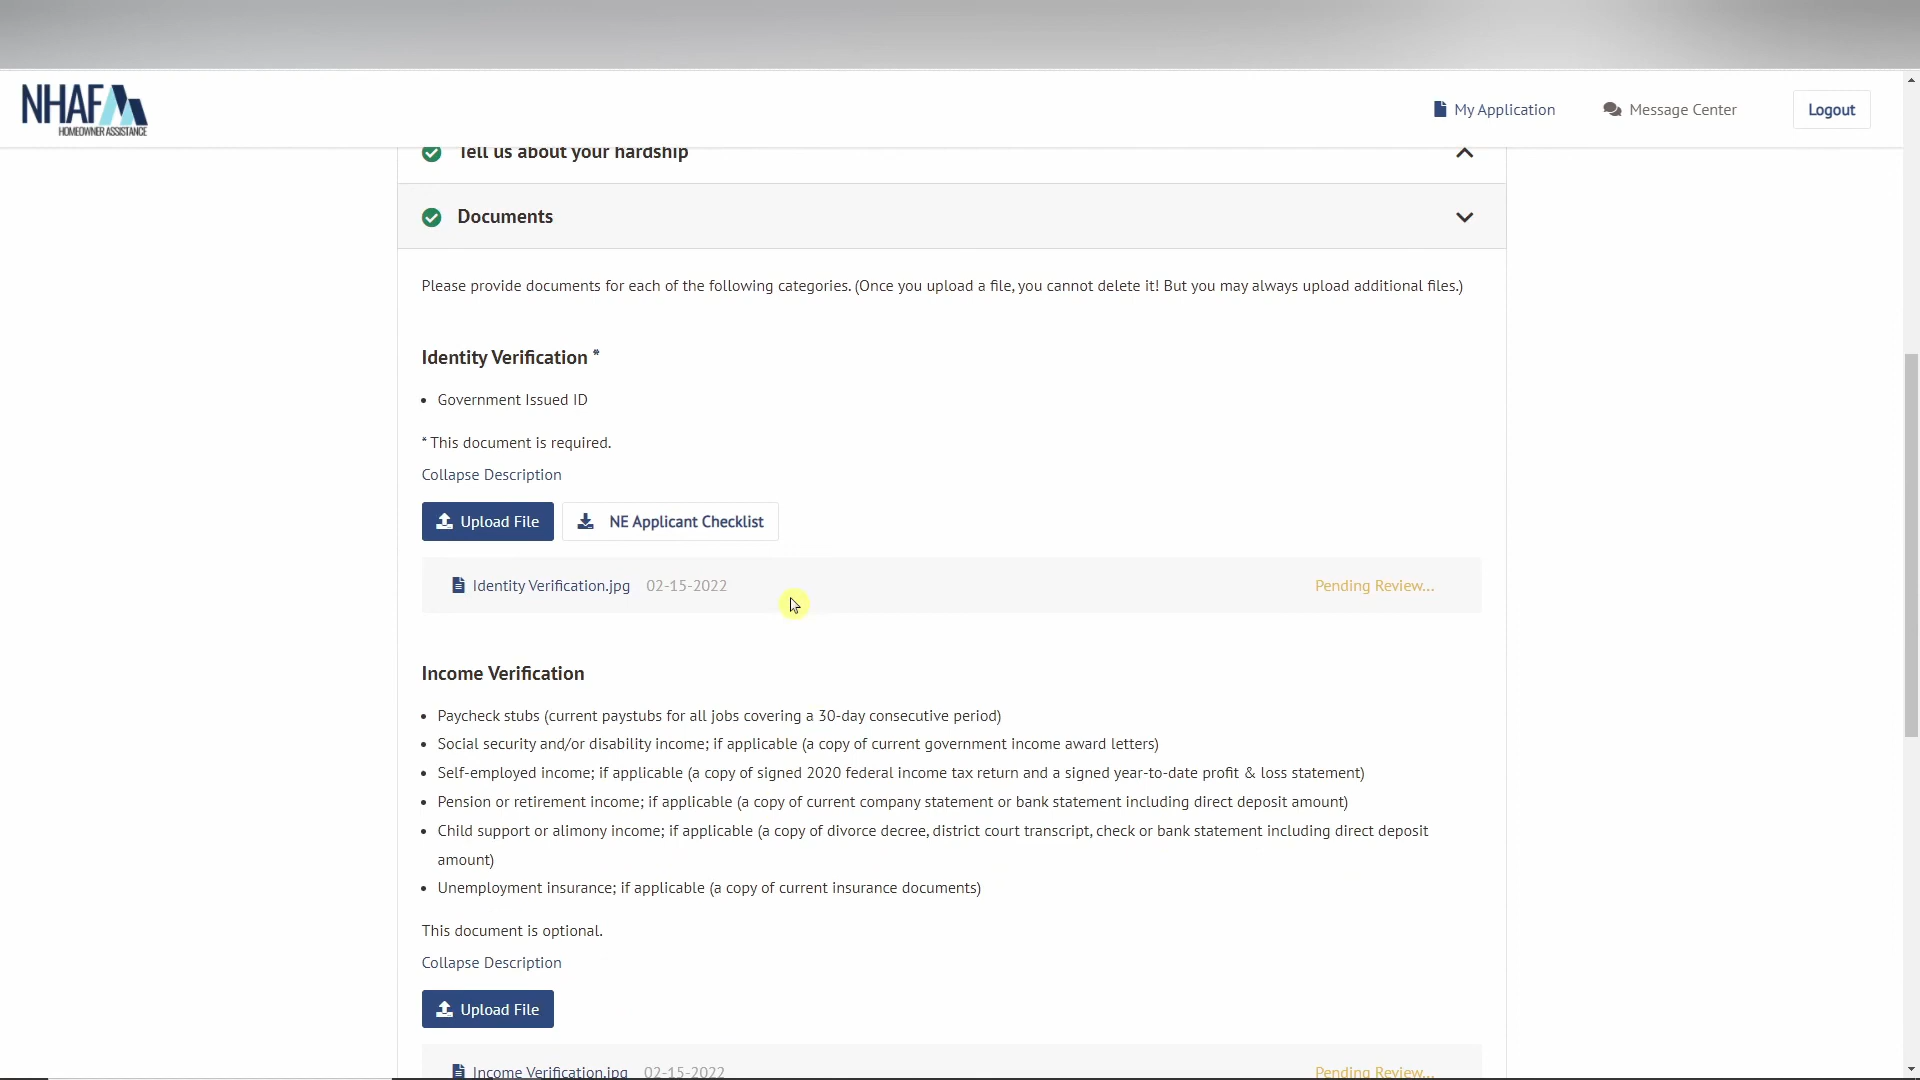 NHAF
HOMEOWNER ASSISTANCE
My Application
Message Center
Logout
Tell us about your hardship
Documents
Please provide documents for each of the following categories. (Once you upload a file, you cannot delete it! But you may always upload additional files.)
Identity Verification *
• Government Issued ID
* This document is required.
Collapse Description
Upload File
NE Applicant Checklist
Identity Verification.jpg 02-15-2022 Pending Review...
Income Verification
• Paycheck stubs (current paystubs for all jobs covering a 30-day consecutive period)
• Social security and/or disability income; if applicable (a copy of current government income award letters)
• Self-employed income; if applicable (a copy of signed 2020 federal income tax return and a signed year-to-date profit & loss statement)
• Pension or retirement income; if applicable (a copy of current company statement or bank statement including direct deposit amount)
• Child support or alimony income; if applicable (a copy of divorce decree, district court transcript, check or bank statement including direct deposit
amount)
• Unemployment insurance; if applicable (a copy of current insurance documents)
This document is optional.
Collapse Description
Upload File
Income Verification.jpg 02-15-2022 Pending Review...